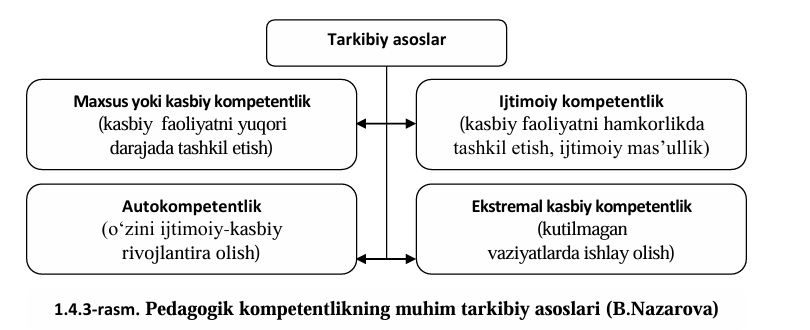 Tarkibiy asoslar
Maxsus yoki kasbiy kompetentlik
(kasbiy faoliyatni yuqori
darajada tashkil etish)
Ijtimoiy kompetentlik
(kasbiy faoliyatni hamkorlikda
tashkil etish, ijtimoiy mas’ullik)
Autokompetentlik
(o‘zini ijtimoiy-kasbiy
rivojlantira olish)
Ekstremal kasbiy kompetentlik
(kutilmagan
vaziyatlarda ishlay olish)
1.4.3-rasm. Pedagogik kompetentlikning muhim tarkibiy asoslari (B.Nazarova)